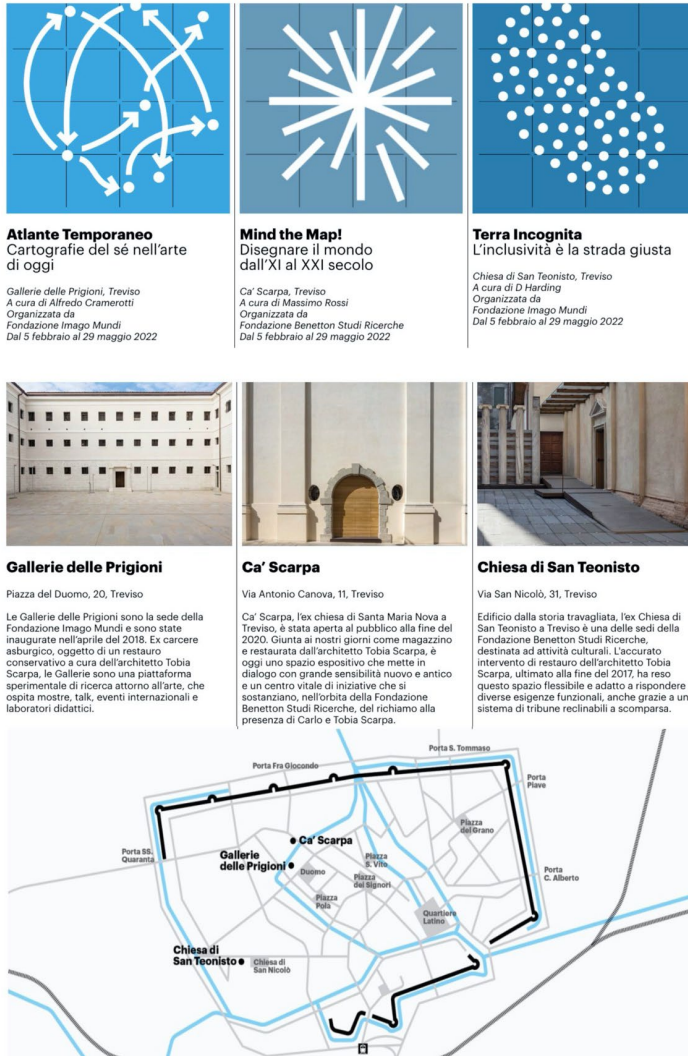 Atlante Temporaneo
Cartografie del sé nell'arte
di oggi
Gallerie delle Prigioni, Treviso
A cura di Alfredo Cramerotti
Organizzata da
Fondazione Imago Mundi
Dal 5 febbraio al 29 maggio 2022
Mind the Map!
Disegnare il mondo
dall'XI al XXI secolo
Ca' Scarpa, Treviso
A cura di Massimo Rossi
Organizzata da
Fondazione Benetton Studi Ricerche
Dal 5 febbraio al 29 maggio 2022
Terra Incognita
L'inclusività è la strada giusta
Chiesa di San Teonisto, Treviso
A cura di D Harding
Organizzata da
Fondazione Imago Mundi
Dal 5 febbraio al 29 maggio 2022
Gallerie delle Prigioni
Piazza del Duomo, 20, Treviso
Le Gallerie delle Prigioni sono la sede della
Fondazione Imago Mundi e sono state
inaugurate nell'aprile del 2018. Ex carcere
asburgico, oggetto di un restauro
conservativo a cura dell'architetto Tobia
Scarpa, le Gallerie sono una piattaforma
sperimentale di ricerca attorno all'arte, che
ospita mostre, talk, eventi internazionali e
laboratori didattici.
Ca' Scarpa
Via Antonio Canova, 11, Treviso
Ca' Scarpa, l'ex chiesa di Santa Maria Nova a
Treviso, è stata aperta al pubblico alla fine del
2020. Giunta ai nostri giorni come magazzino
e restaurata dall'architetto Tobia Scarpa, è
oggi uno spazio espositivo che mette in
dialogo con grande sensibilità nuovo e antico
e un centro vitale di iniziative che si
sostanziano, nell'orbita della Fondazione
Benetton Studi Ricerche, del richiamo alla
presenza di Carlo e Tobia Scarpa.
Chiesa di San Teonisto
Via San Nicolò, 31, Treviso
Edificio dalla storia travagliata, l'ex Chiesa di
San Teonisto a Treviso è una delle sedi della
Fondazione Benetton Studi Ricerche,
destinata ad attività culturali. L'accurato
intervento di restauro dell'architetto Tobia
Scarpa, ultimato alla fine del 2017, ha reso
questo spazio flessibile e adatto a rispondere
diverse esigenze funzionali, anche grazie a un
sistema di tribune reclinabili a scomparsa.
Porta S. Tommaso
Porta Fra Giocondo
Porta
Piave
Piazza
del Grano
Ca' Scarpa
Porta SS.
Quaranta
Gallerie
delle Prigioni
Duomo
Piazza
S. Vito
Piazza
dei Signori
Porta
C. Alberto
Piazza
Pola
Quartiere
Latino
Chiesa di
San Teonisto
Chiesa di
San Nicolò